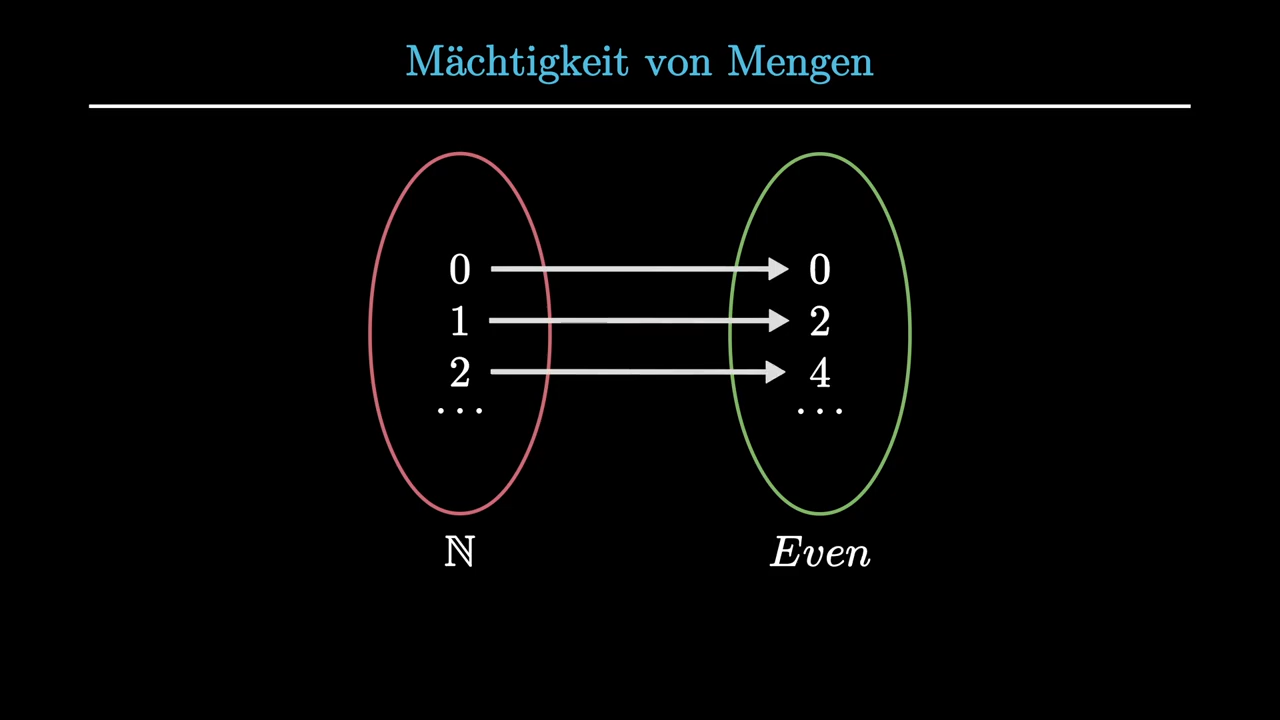 Mächtigkeit von Mengen
0 0
1 2
2 4
... ...
ℕ Even